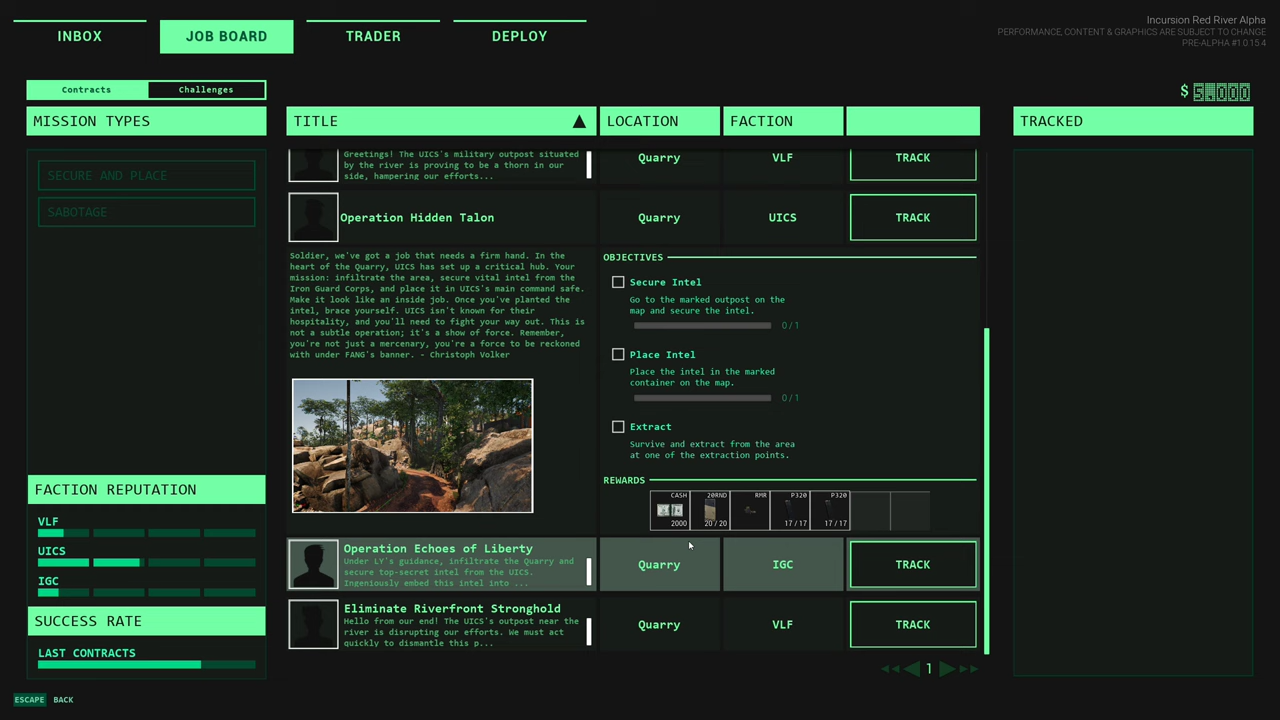 INBOX
JOB BOARD
TRADER
DEPLOY
Incursion Red River Alpha
PERFORMANCE, CONTENT & GRAPHICS ARE SUBJECT TO CHANGE
PRE-ALPHA #1.0.15.4
Contracts
Challenges
$ 5,000
MISSION TYPES
SECURE AND PLACE
SABOTAGE
FACTION REPUTATION
VLF
UICS
IGC
SUCCESS RATE
LAST CONTRACTS
TITLE
LOCATION
FACTION
Greetings! The UICS's military outpost situated
by the river is proving to be a thorn in our
side, hampering our efforts...
Quarry
VLF
TRACK
Operation Hidden Talon
Quarry
UICS
TRACK
Soldier, we've got a job that needs a firm hand. In the
heart of the Quarry, UICS has set up a critical hub. Your
mission: infiltrate the area, secure vital intel from the
Iron Guard Corps, and place it in UICS's main command safe.
Make it look like an inside job. Once you've planted the
intel, brace yourself. UICS isn't known for their
hospitality, and you'll need to fight your way out. This is
not a subtle operation; it's a show of force. Remember,
you're not just a mercenary, you're a force to be reckoned
with under FANG's banner. - Christoph Volker
OBJECTIVES
Secure Intel
Go to the marked outpost on the
map and secure the intel.
0/1
Place Intel
Place the intel in the marked
container on the map.
0/1
Extract
Survive and extract from the area
at one of the extraction points.
REWARDS
CASH
2000
20RND
20/20
RMR
P320
17/17
P320
17/17
Operation Echoes of Liberty
Under LY's guidance, infiltrate the Quarry and
secure top-secret intel from the UICS.
Ingeniously embed this intel into ...
Quarry
IGC
TRACK
Eliminate Riverfront Stronghold
Hello from our end! The UICS's outpost near the
river is disrupting our efforts. We must act
quickly to dismantle this p...
Quarry
VLF
TRACK
1
TRACKED
ESCAPE
BACK